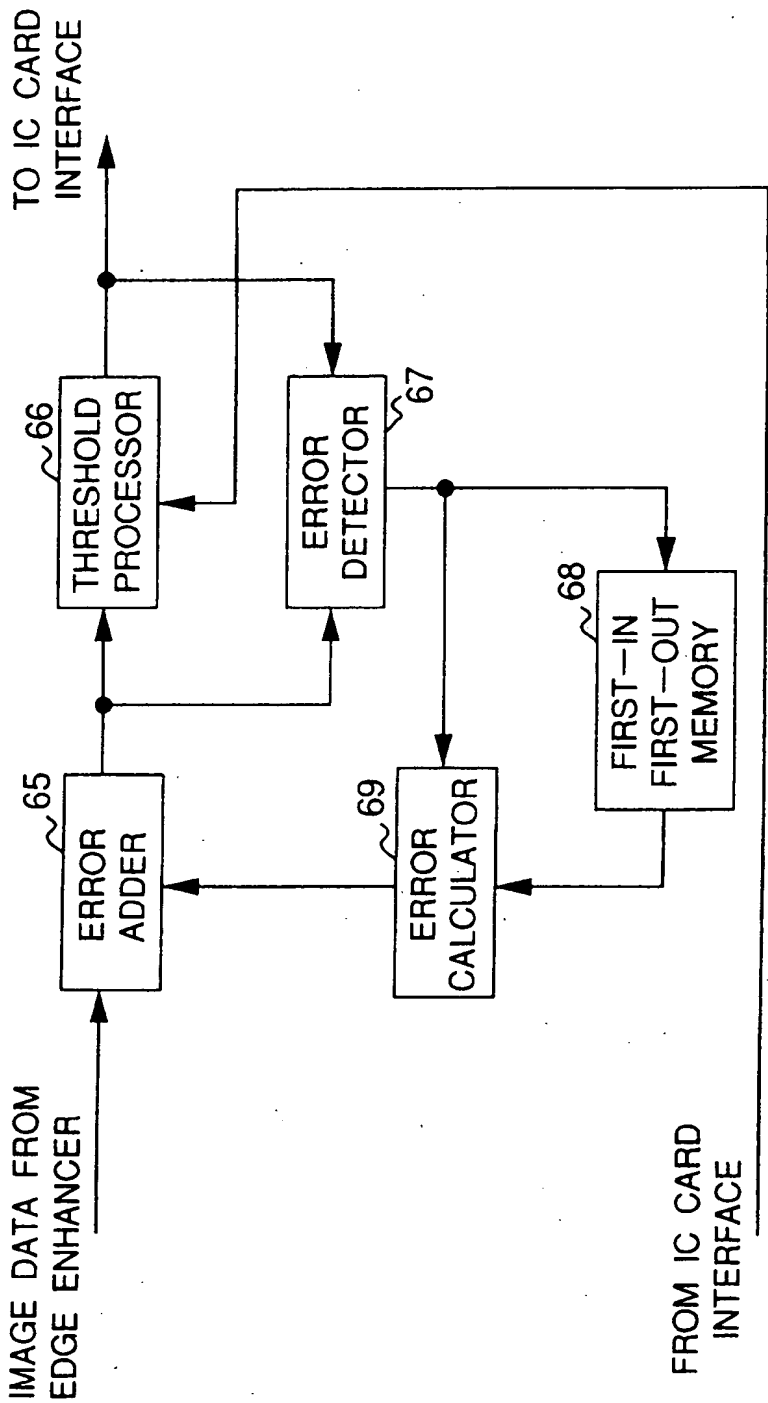 IMAGE DATA FROM
EDGE ENHANCER
65
ERROR
ADDER
66
THRESHOLD
PROCESSOR
TO IC CARD
INTERFACE
67
ERROR
DETECTOR
69
ERROR
CALCULATOR
68
FIRST-IN
FIRST-OUT
MEMORY
FROM IC CARD
INTERFACE